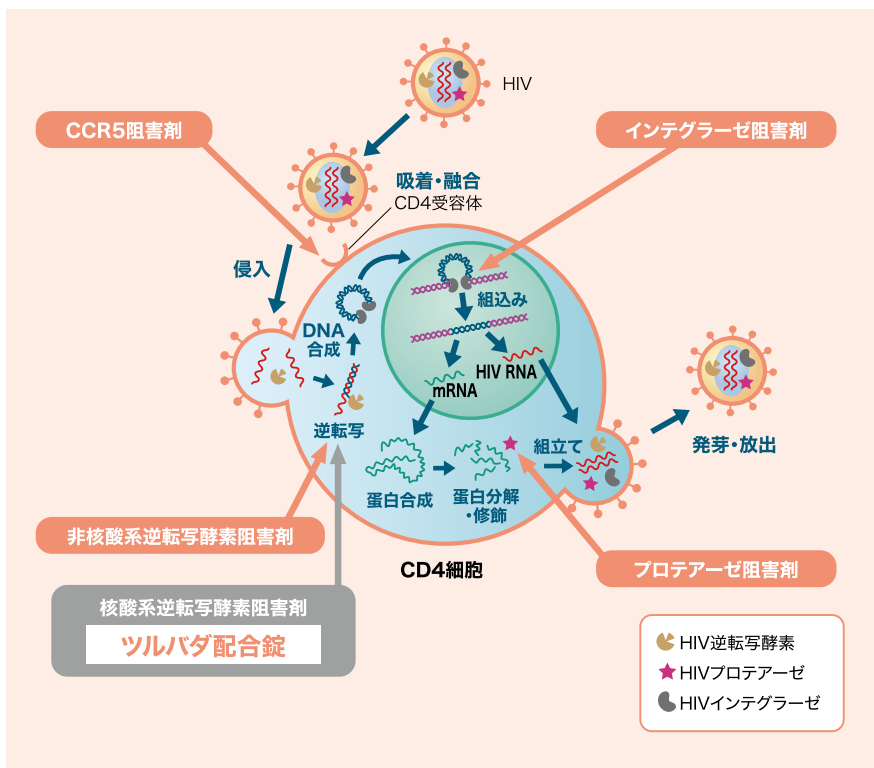 HIV
CCR5阻害剤
インテグラーゼ阻害剤
吸着・融合
CD4受容体
侵入
DNA
合成
組込み
mRNA
HIV RNA
逆転写
組立て
発芽・放出
蛋白合成
蛋白分解
・修飾
非核酸系逆転写酵素阻害剤
CD4細胞
プロテアーゼ阻害剤
核酸系逆転写酵素阻害剤
ツルバダ配合錠
HIV逆転写酵素
HIVプロテアーゼ
HIVインテグラーゼ